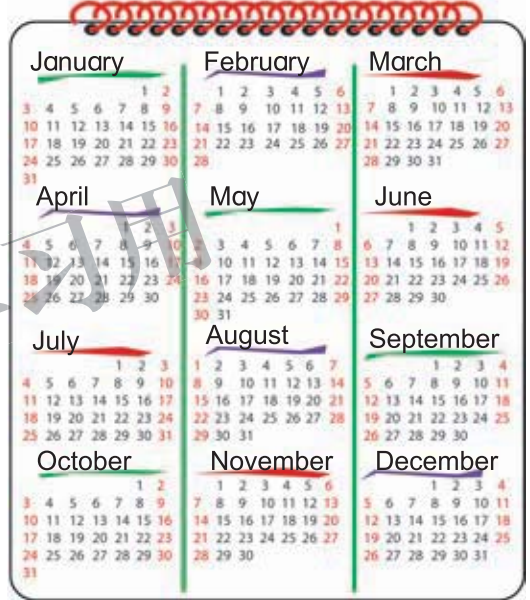 January
1 2
3 4 5 6 7 8 9
10 11 12 13 14 15 16
17 18 19 20 21 22 23
24 25 26 27 28 29 30
31
February
1 2 3 4 5 6
7 8 9 10 11 12 13
14 15 16 17 18 19 20
21 22 23 24 25 26 27
28
March
1 2 3 4 5 6
7 8 9 10 11 12 13
14 15 16 17 18 19 20
21 22 23 24 25 26 27
28 29 30 31
April
1 2 3
4 5 6 7 8 9 10
11 12 13 14 15 16 17
18 19 20 21 22 23 24
25 26 27 28 29 30
May
1
2 3 4 5 6 7 8
9 10 11 12 13 14 15
16 17 18 19 20 21 22
23 24 25 26 27 28 29
30 31
June
1 2 3 4 5
6 7 8 9 10 11 12
13 14 15 16 17 18 19
20 21 22 23 24 25 26
27 28 29 30
July
1 2 3
4 5 6 7 8 9 10
11 12 13 14 15 16 17
18 19 20 21 22 23 24
25 26 27 28 29 30 31
August
1 2 3 4 5 6 7
8 9 10 11 12 13 14
15 16 17 18 19 20 21
22 23 24 25 26 27 28
29 30 31
September
1 2 3 4
5 6 7 8 9 10 11
12 13 14 15 16 17 18
19 20 21 22 23 24 25
26 27 28 29 30
October
1 2
3 4 5 6 7 8 9
10 11 12 13 14 15 16
17 18 19 20 21 22 23
24 25 26 27 28 29 30
31
November
1 2 3 4 5 6
7 8 9 10 11 12 13
14 15 16 17 18 19 20
21 22 23 24 25 26 27
28 29 30
December
1 2 3 4
5 6 7 8 9 10 11
12 13 14 15 16 17 18
19 20 21 22 23 24 25
26 27 28 29 30 31
习用